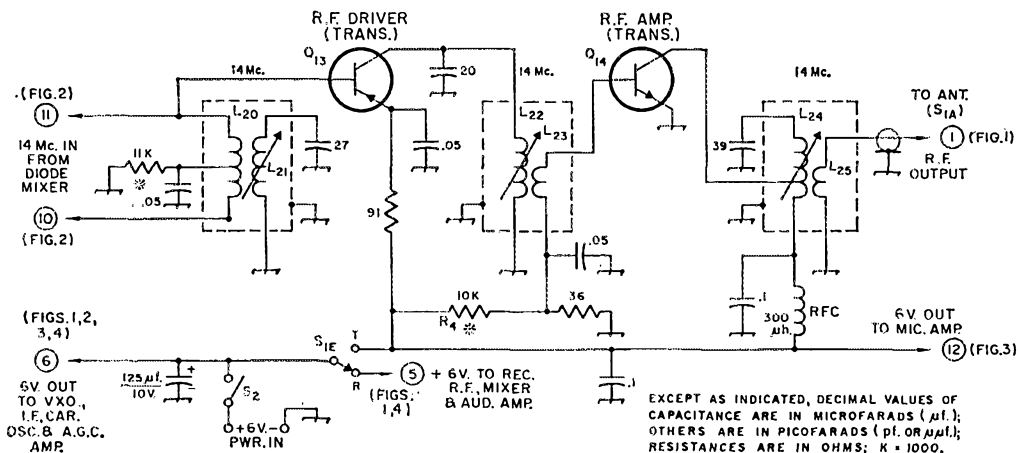 R.F. DRIVER
(TRANS.)
R.F. AMP.
(TRANS.)
Q13
Q14
.(FIG.2)
11
14 Mc.
20
14 Mc.
14 Mc.
L20
L22
L24
TO ANT.
(S1A)
14 Mc. IN
FROM
DIODE
MIXER
11K
.05
L21
27
.05
L23
39
L25
1 (FIG.1)
R.F.
OUTPUT
10
(FIG.2)
91
.05
10K
R4
36
.1
300
μh.
RFC
6V. OUT
TO MIC. AMP.
12 (FIG.3)
(FIGS. 1,2,
3,4)
6
S1E
T
R
5
+ 6V. TO REC.
R.F., MIXER
& AUD. AMP.
(FIGS.
1,4)
.1
6V. OUT
TO VXO.,
I.F., CAR.
OSC. & A.G.C.
AMP.
125 μf.
10V.
+
S2
+6V.-
PWR. IN
EXCEPT AS INDICATED, DECIMAL VALUES OF
CAPACITANCE ARE IN MICROFARADS (μf.);
OTHERS ARE IN PICOFARADS (pf. OR μμf.);
RESISTANCES ARE IN OHMS; K = 1000.